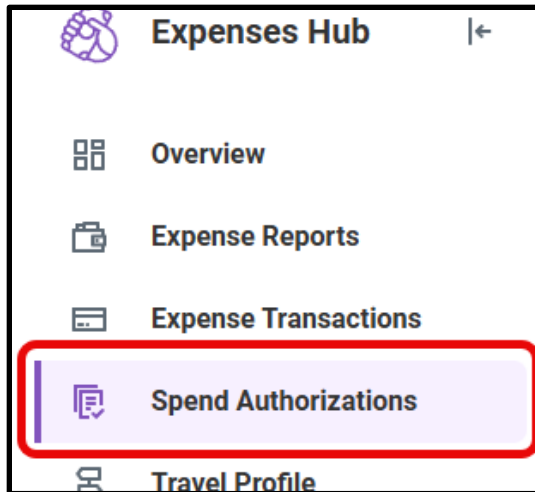 Expenses Hub
Overview
Expense Reports
Expense Transactions
Spend Authorizations
Travel Profile